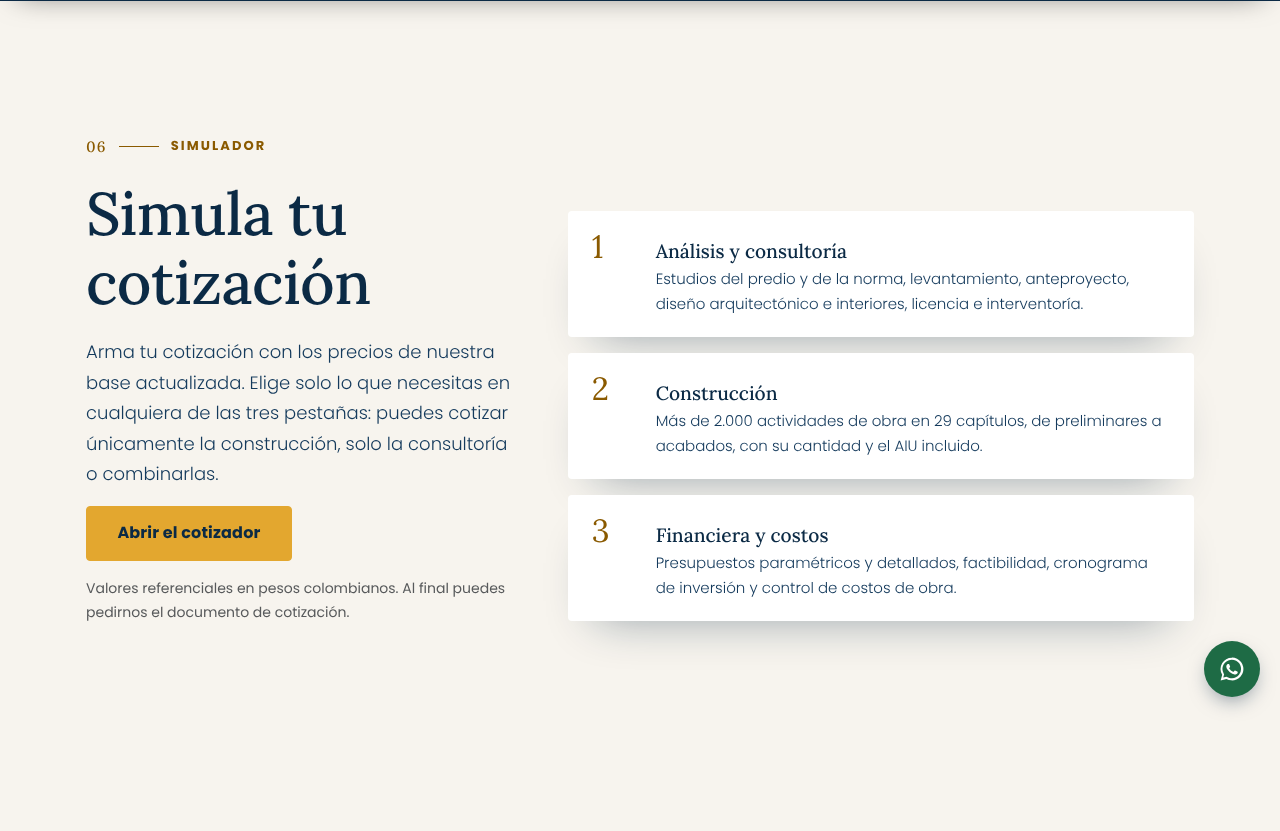 06 SIMULADOR
Simula tu
cotización
Arma tu cotización con los precios de nuestra
base actualizada. Elige solo lo que necesitas en
cualquiera de las tres pestañas: puedes cotizar
únicamente la construcción, solo la consultoría
o combinarlas.
Abrir el cotizador
Valores referenciales en pesos colombianos. Al final puedes
pedirnos el documento de cotización.
1
Análisis y consultoría
Estudios del predio y de la norma, levantamiento, anteproyecto,
diseño arquitectónico e interiores, licencia e interventoría.
2
Construcción
Más de 2.000 actividades de obra en 29 capítulos, de preliminares a
acabados, con su cantidad y el AIU incluido.
3
Financiera y costos
Presupuestos paramétricos y detallados, factibilidad, cronograma
de inversión y control de costos de obra.